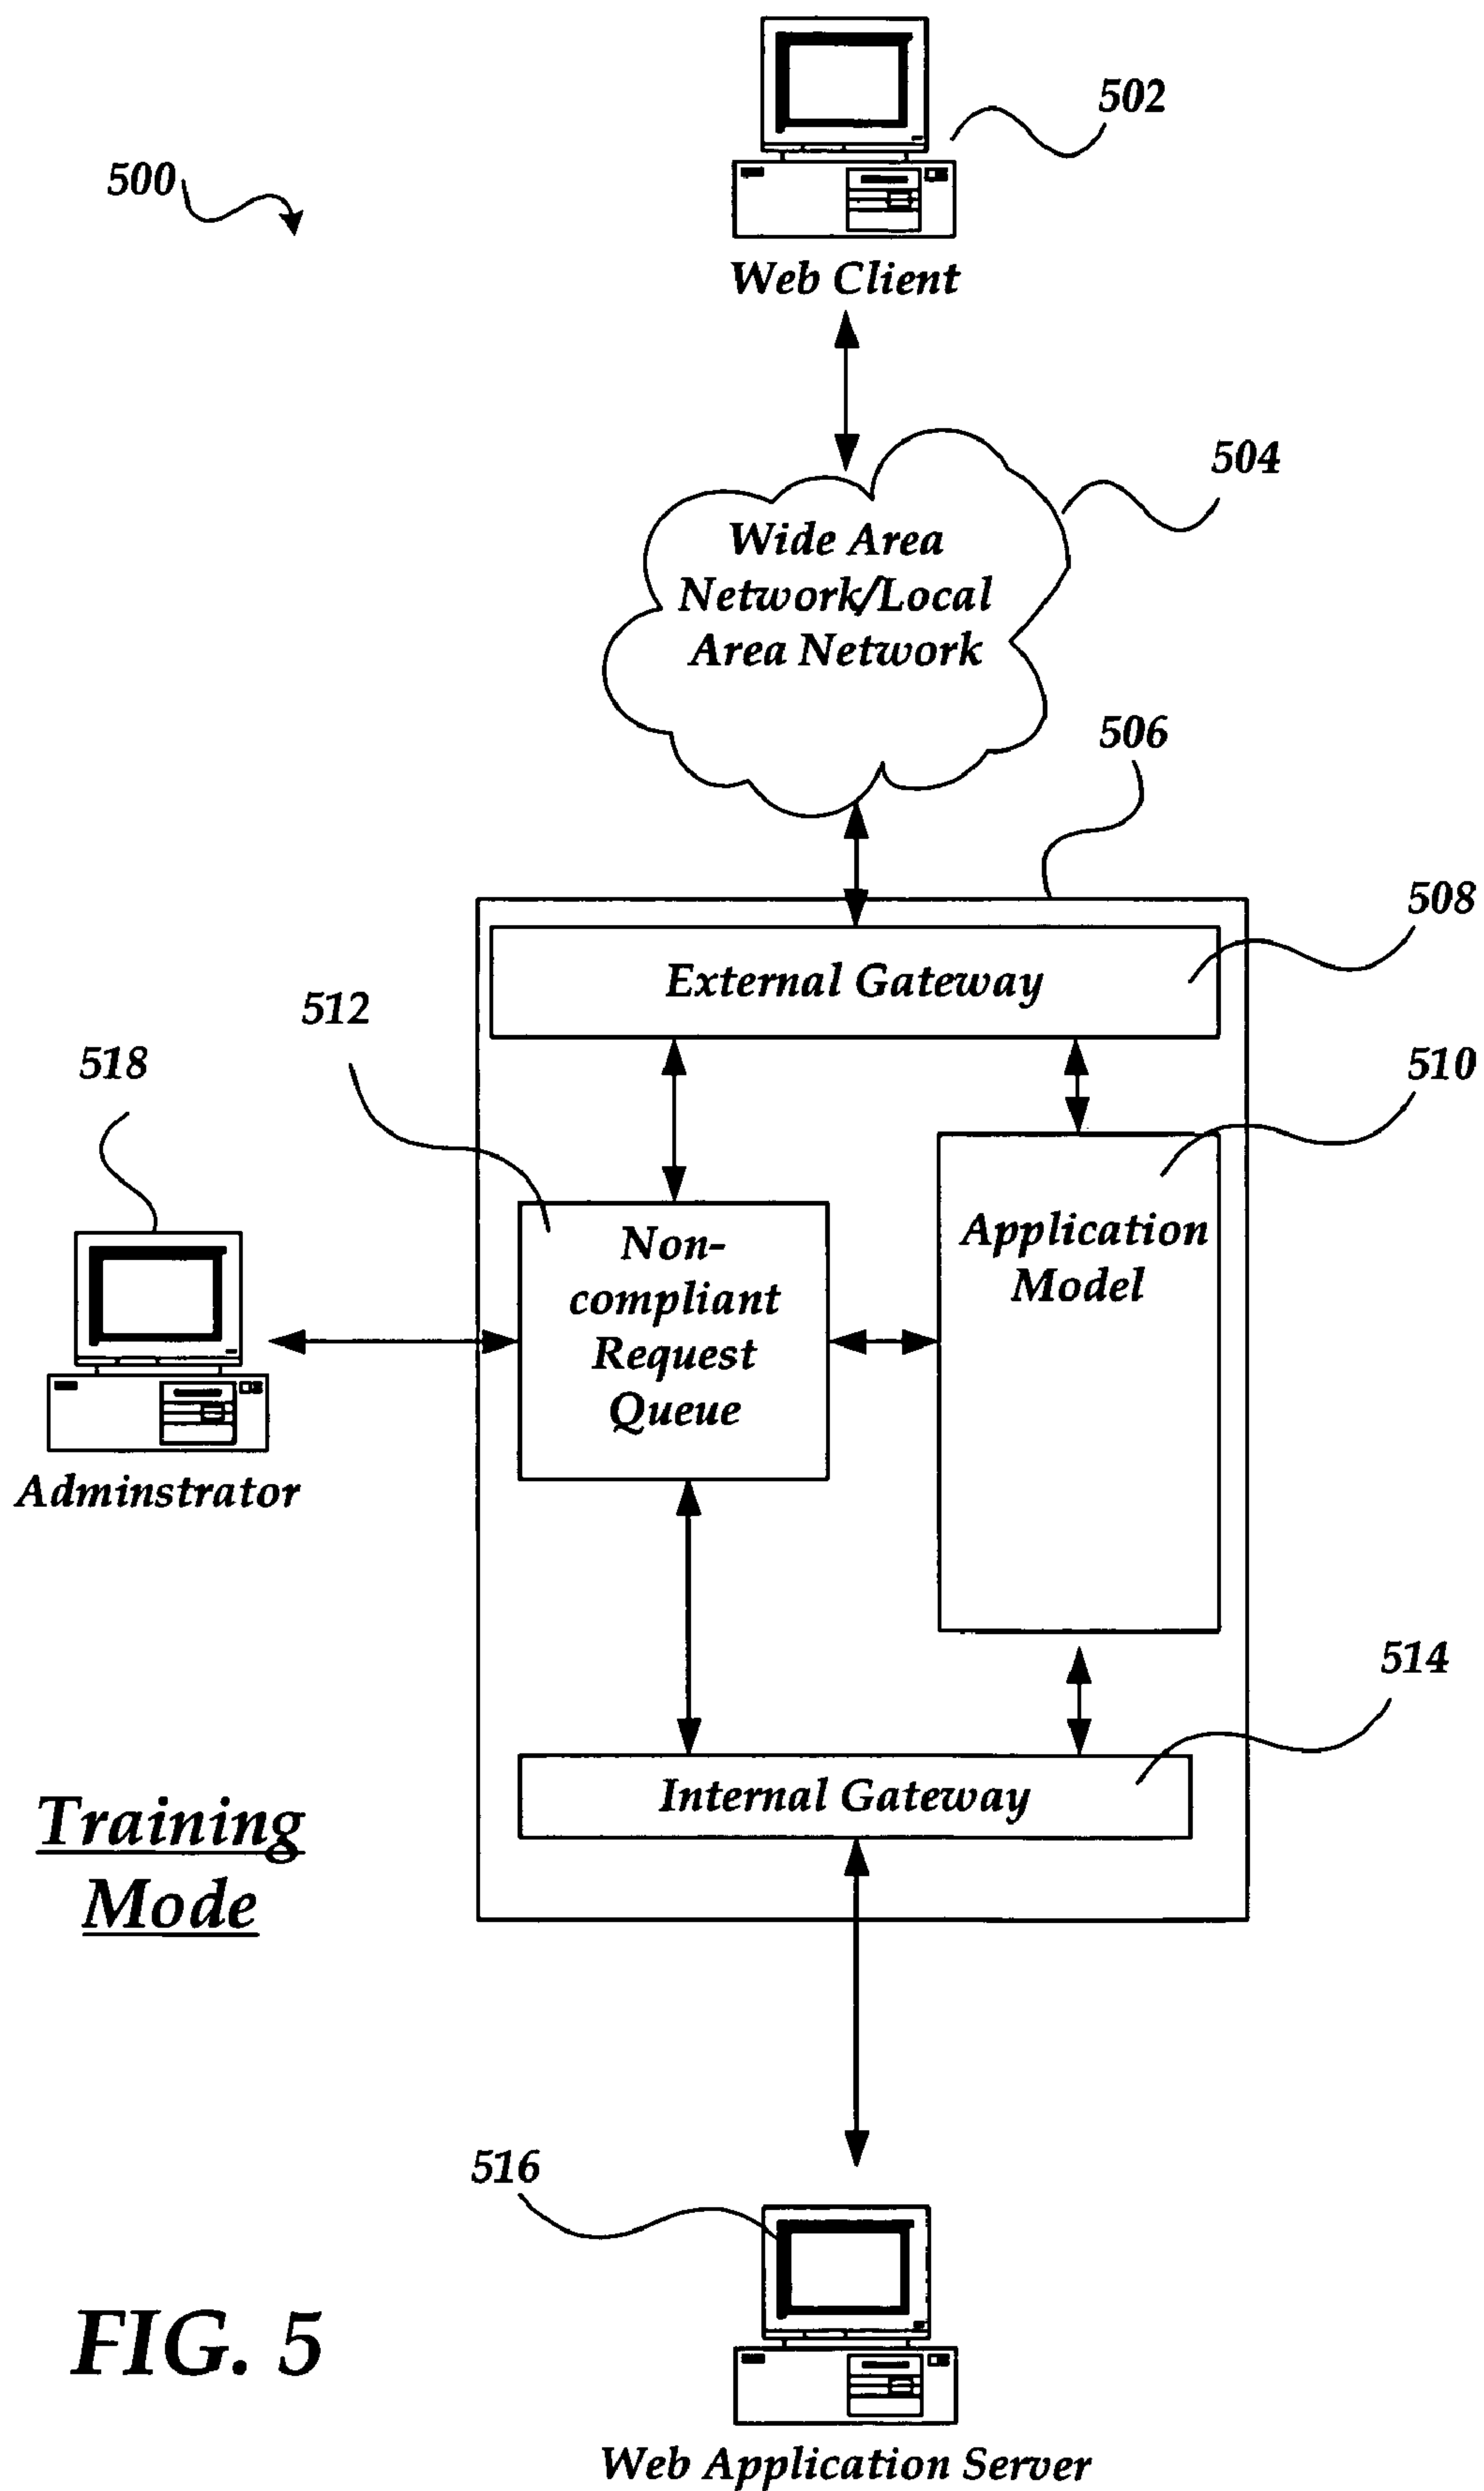 502
500
Web Client
504
Wide Area
Network/Local
Area Network
506
508
External Gateway
512
518
510
Non-
compliant
Request
Queue
Application
Model
Adminstrator
514
Internal Gateway
Training
Mode
516
FIG. 5
Web Application Server